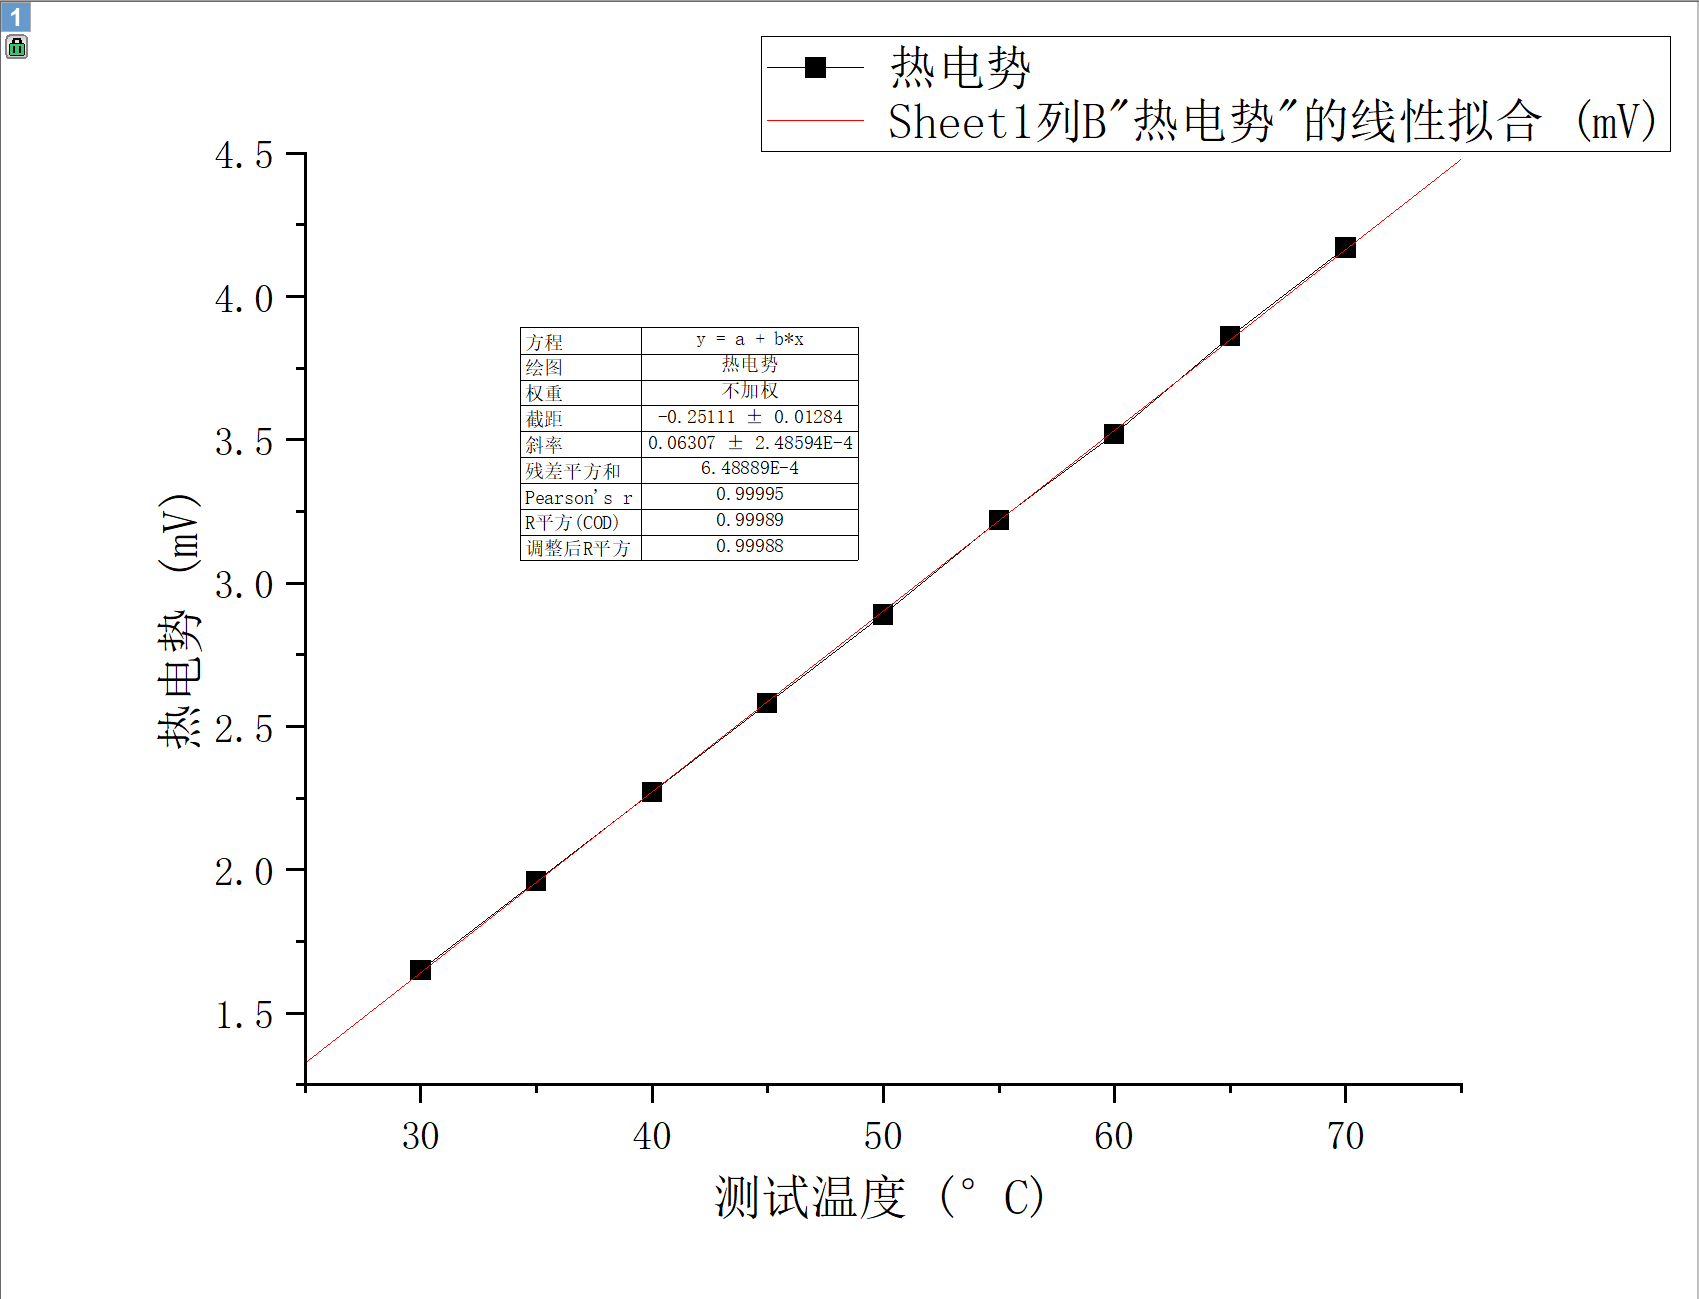 1
热电势
Sheet1列B"热电势"的线性拟合 (mV)
4.5
4.0
3.5
3.0
2.5
2.0
1.5
热电势 (mV)
方程 y = a + b*x
绘图 热电势
权重 不加权
截距 -0.25111 ± 0.01284
斜率 0.06307 ± 2.48594E-4
残差平方和 6.48889E-4
Pearson's r 0.99995
R平方(COD) 0.99989
调整后R平方 0.99988
30 40 50 60 70
测试温度 (° C)